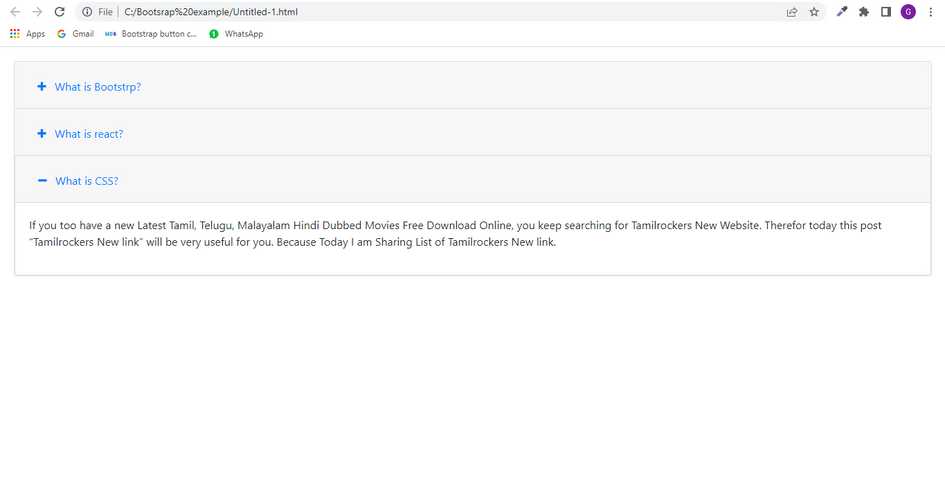 File | C:/Bootsrap%20example/Untitled-1.html G
Apps Gmail MDB Bootstrap button c... 1 WhatsApp
+ What is Bootstrp?
+ What is react?
− What is CSS?
If you too have a new Latest Tamil, Telugu, Malayalam Hindi Dubbed Movies Free Download Online, you keep searching for Tamilrockers New Website. Therefor today this post
"Tamilrockers New link" will be very useful for you. Because Today I am Sharing List of Tamilrockers New link.